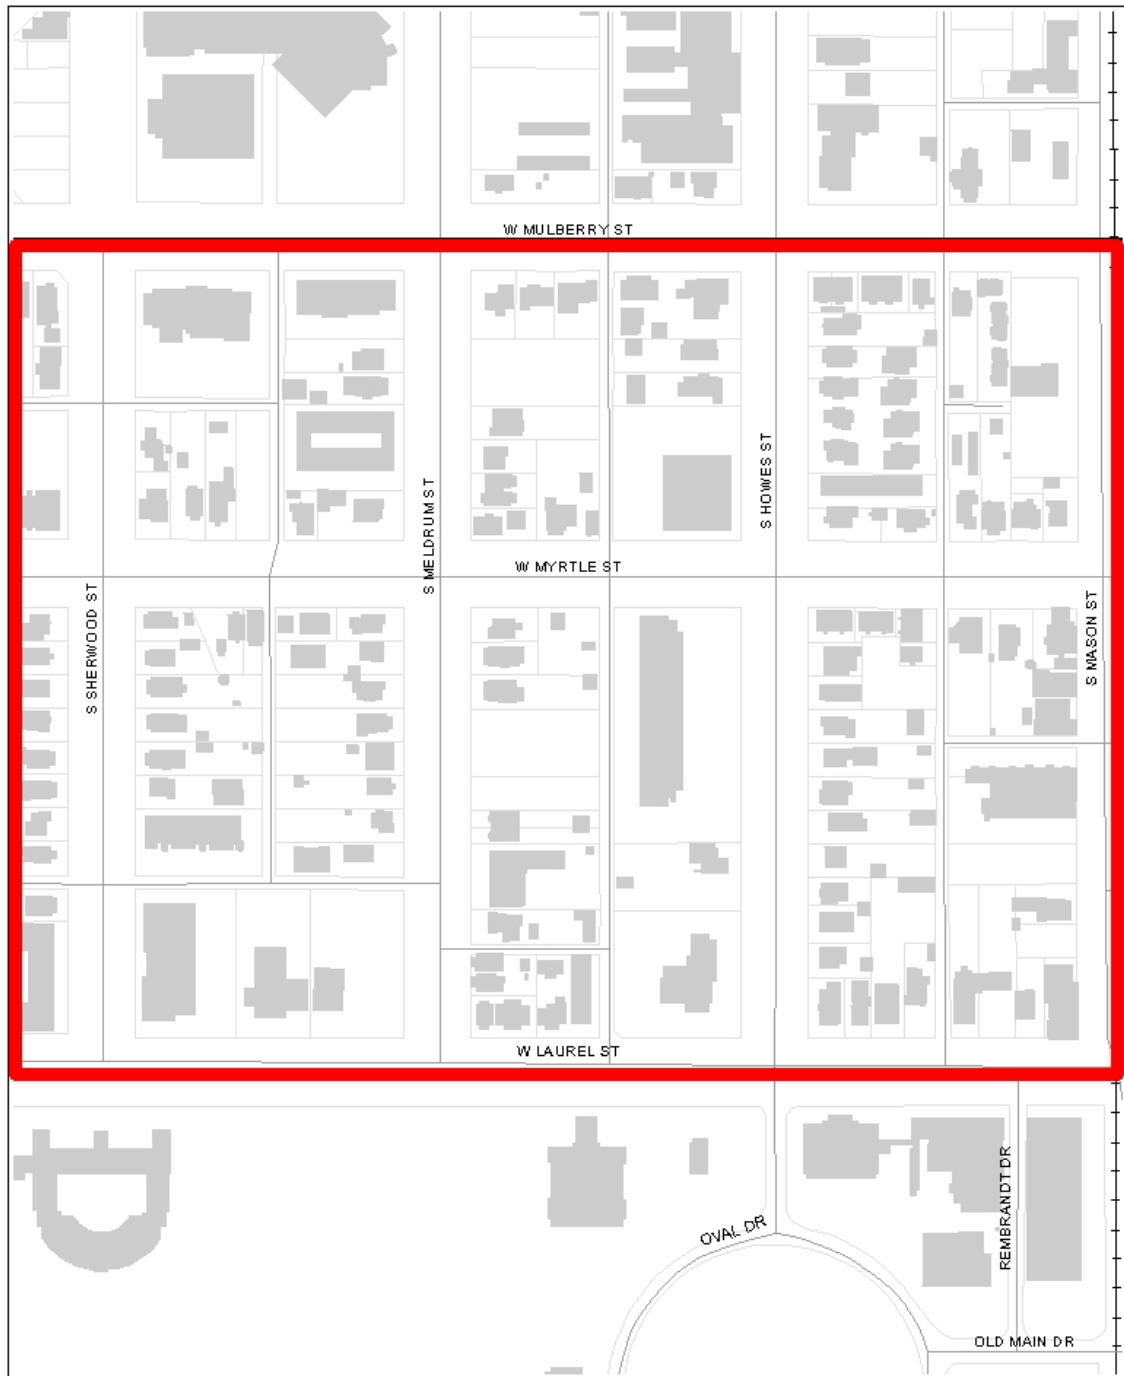 W MULBERRY ST
S HOWES ST
S MELDRUM ST
W MYRTLE ST
S SHERWOOD ST
S MASON ST
W LAUREL ST
REMBRANDT DR
OVAL DR
OLD MAIN DR